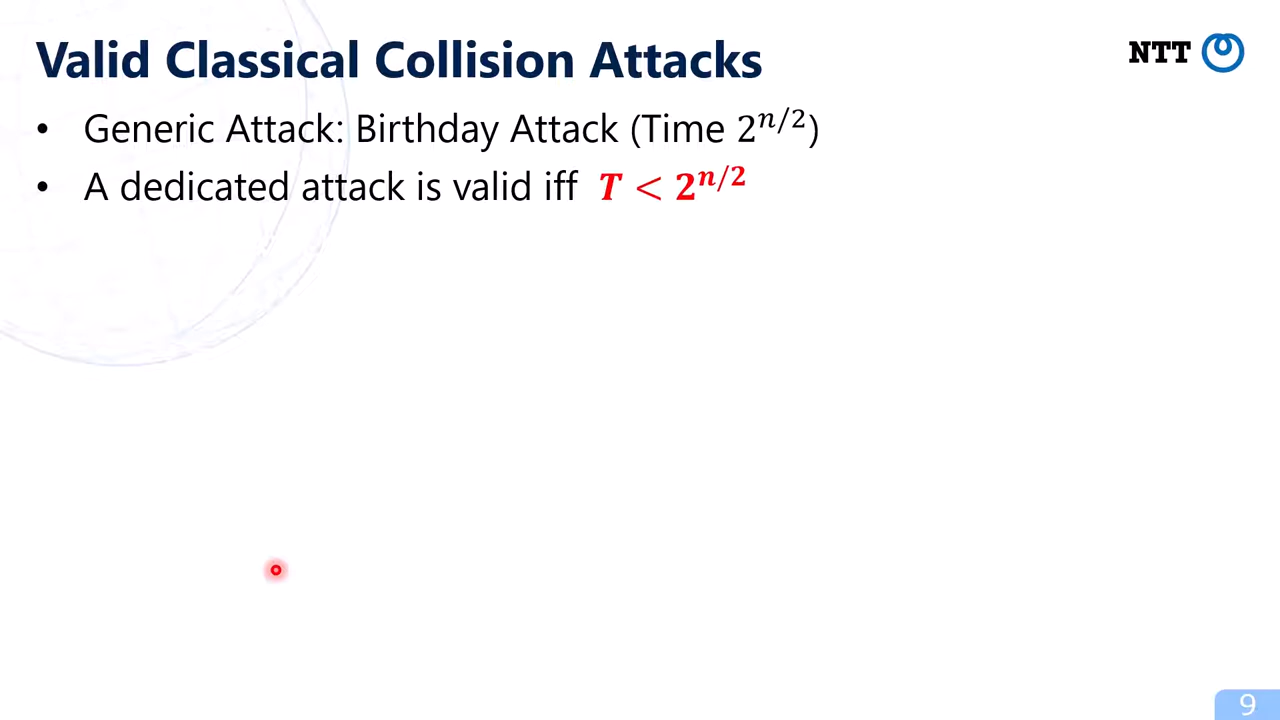 Valid Classical Collision Attacks
NTT
• Generic Attack: Birthday Attack (Time 2^{n/2})
• A dedicated attack is valid iff T < 2^{n/2}
9